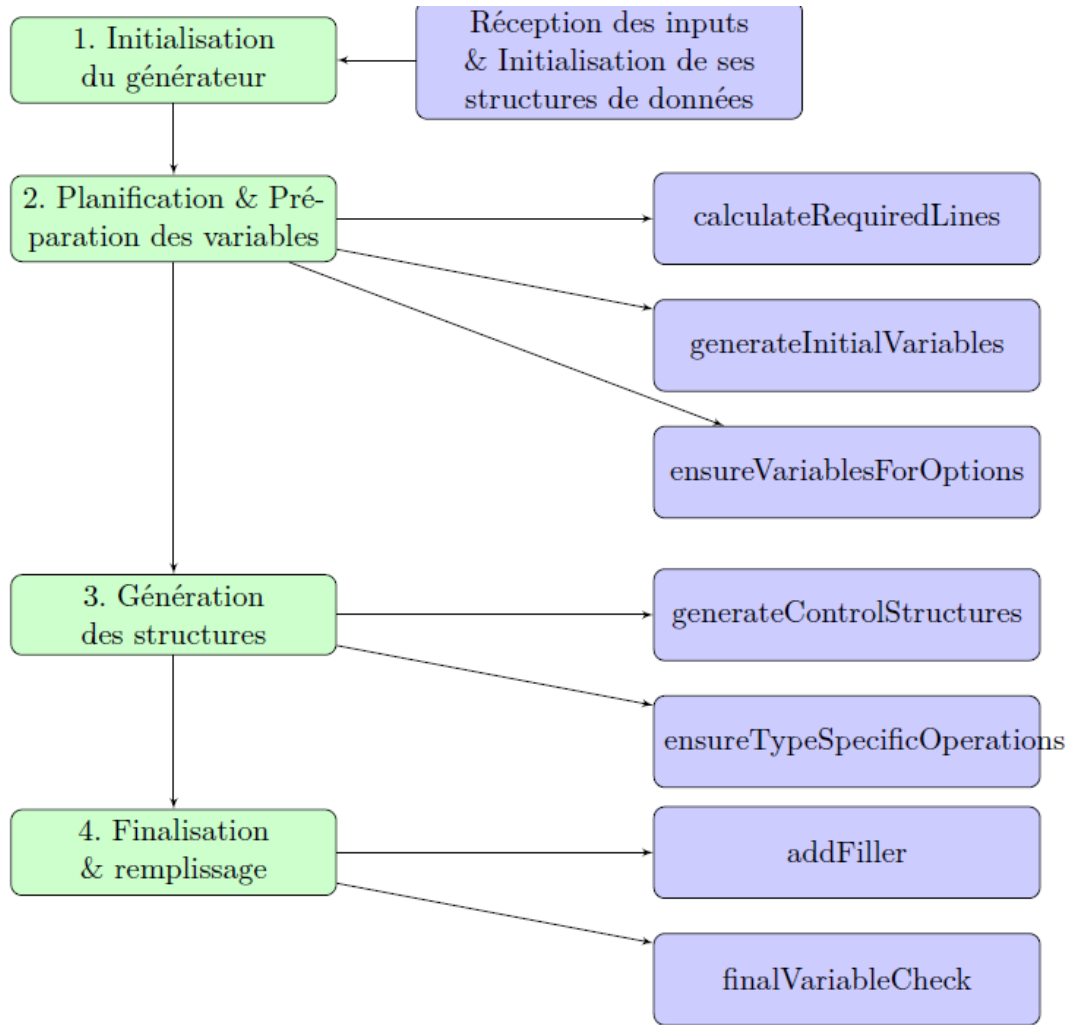 1. Initialisation
du générateur
Réception des inputs
& Initialisation de ses
structures de données
2. Planification & Pré-
paration des variables
calculateRequiredLines
generateInitialVariables
ensureVariablesForOptions
3. Génération
des structures
generateControlStructures
ensureTypeSpecificOperations
4. Finalisation
& remplissage
addFiller
finalVariableCheck